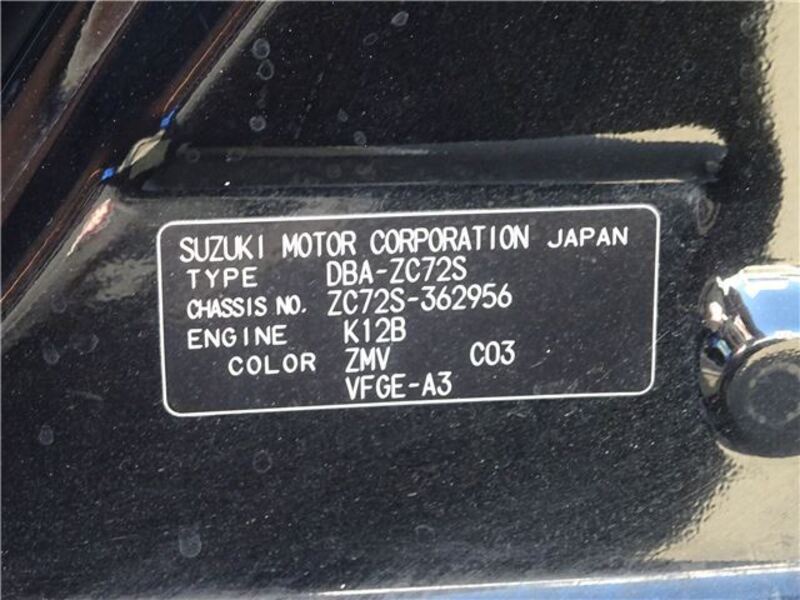 SUZUKI MOTOR CORPORATION JAPAN
TYPE DBA-ZC72S
CHASSIS NO. ZC72S-362956
ENGINE K12B
COLOR ZMV C03
VFGE-A3